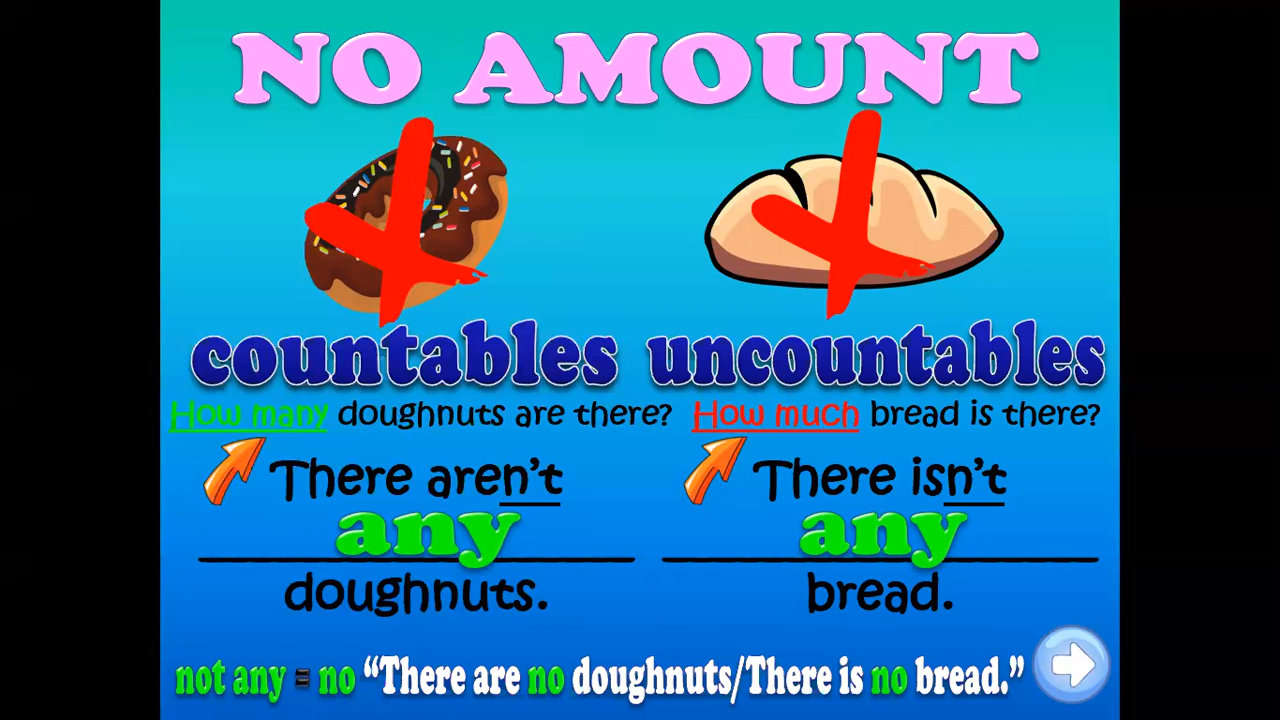 NO AMOUNT
countables uncountables
How many doughnuts are there? How much bread is there?
There aren't There isn't
any any
doughnuts. bread.
not any = no “There are no doughnuts/There is no bread.”